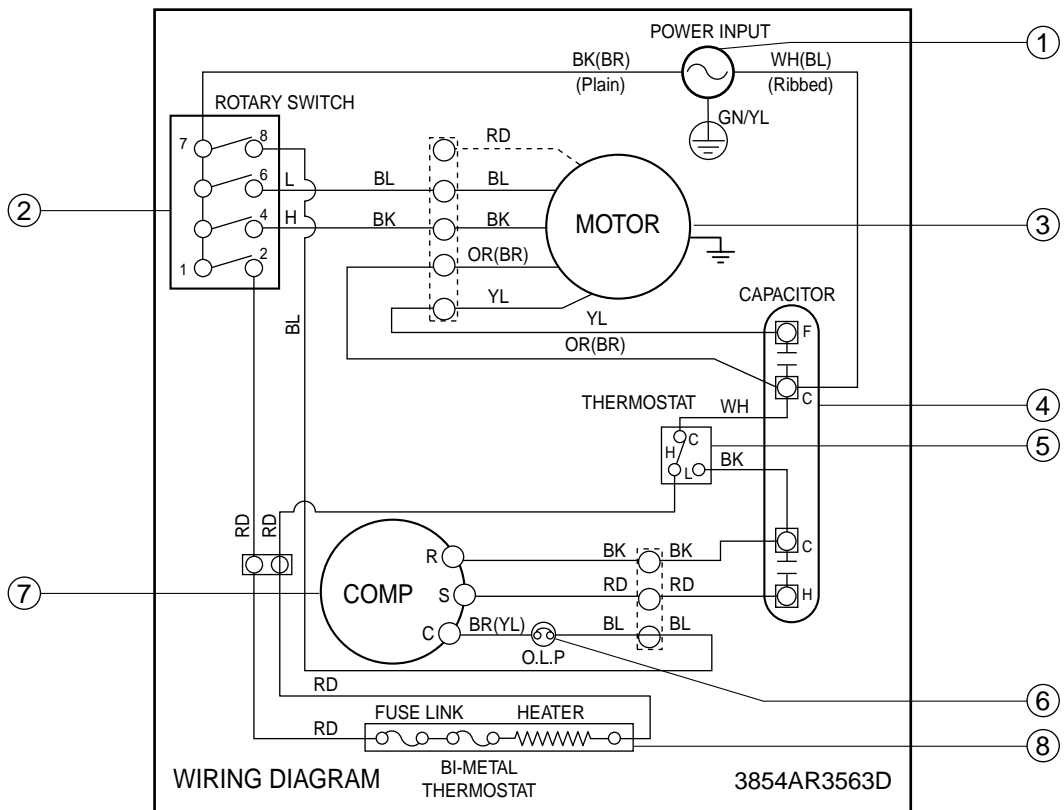 POWER INPUT
1
BK(BR)
WH(BL)
(Plain)
(Ribbed)
ROTARY SWITCH
GN/YL
7
8
RD
2
6
L
BL
BL
MOTOR
3
4
H
BK
BK
1
2
OR(BR)
YL
CAPACITOR
BL
YL
F
OR(BR)
C
THERMOSTAT
WH
4
C
H
L
BK
5
RD
RD
R
BK
BK
C
7
COMP
S
RD
RD
H
C
BR(YL)
BL
BL
O.L.P
RD
6
FUSE LINK
HEATER
RD
8
WIRING DIAGRAM
BI-METAL
THERMOSTAT
3854AR3563D